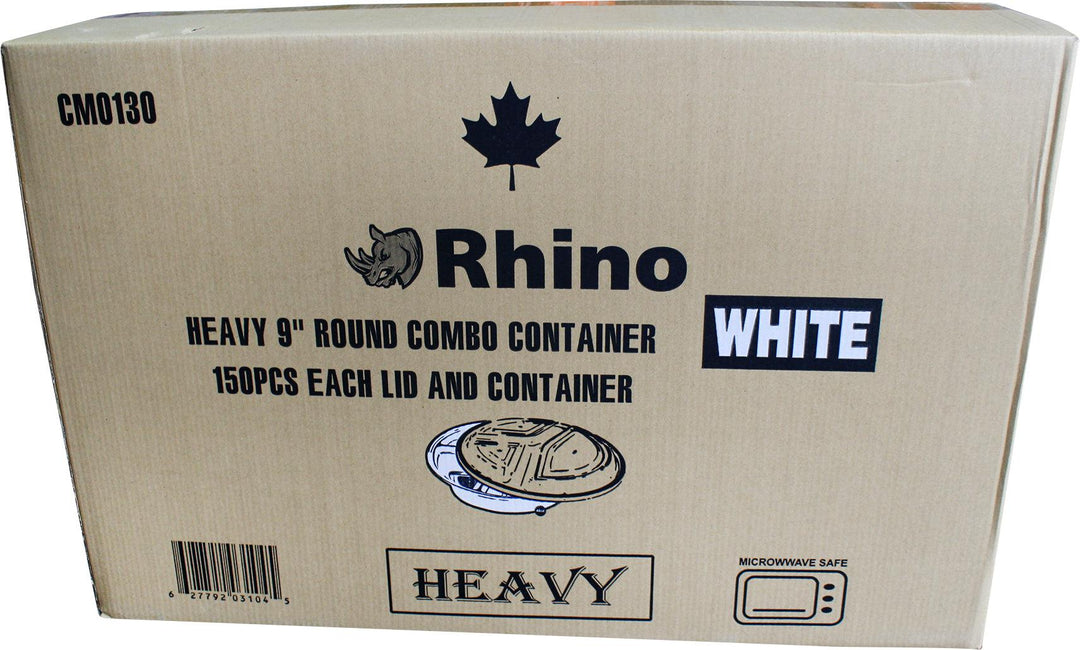 CM0130
Rhino
HEAVY 9" ROUND COMBO CONTAINER
WHITE
150PCS EACH LID AND CONTAINER
MICROWWAVE SAFE
HEAVY
6 27792 03104 5